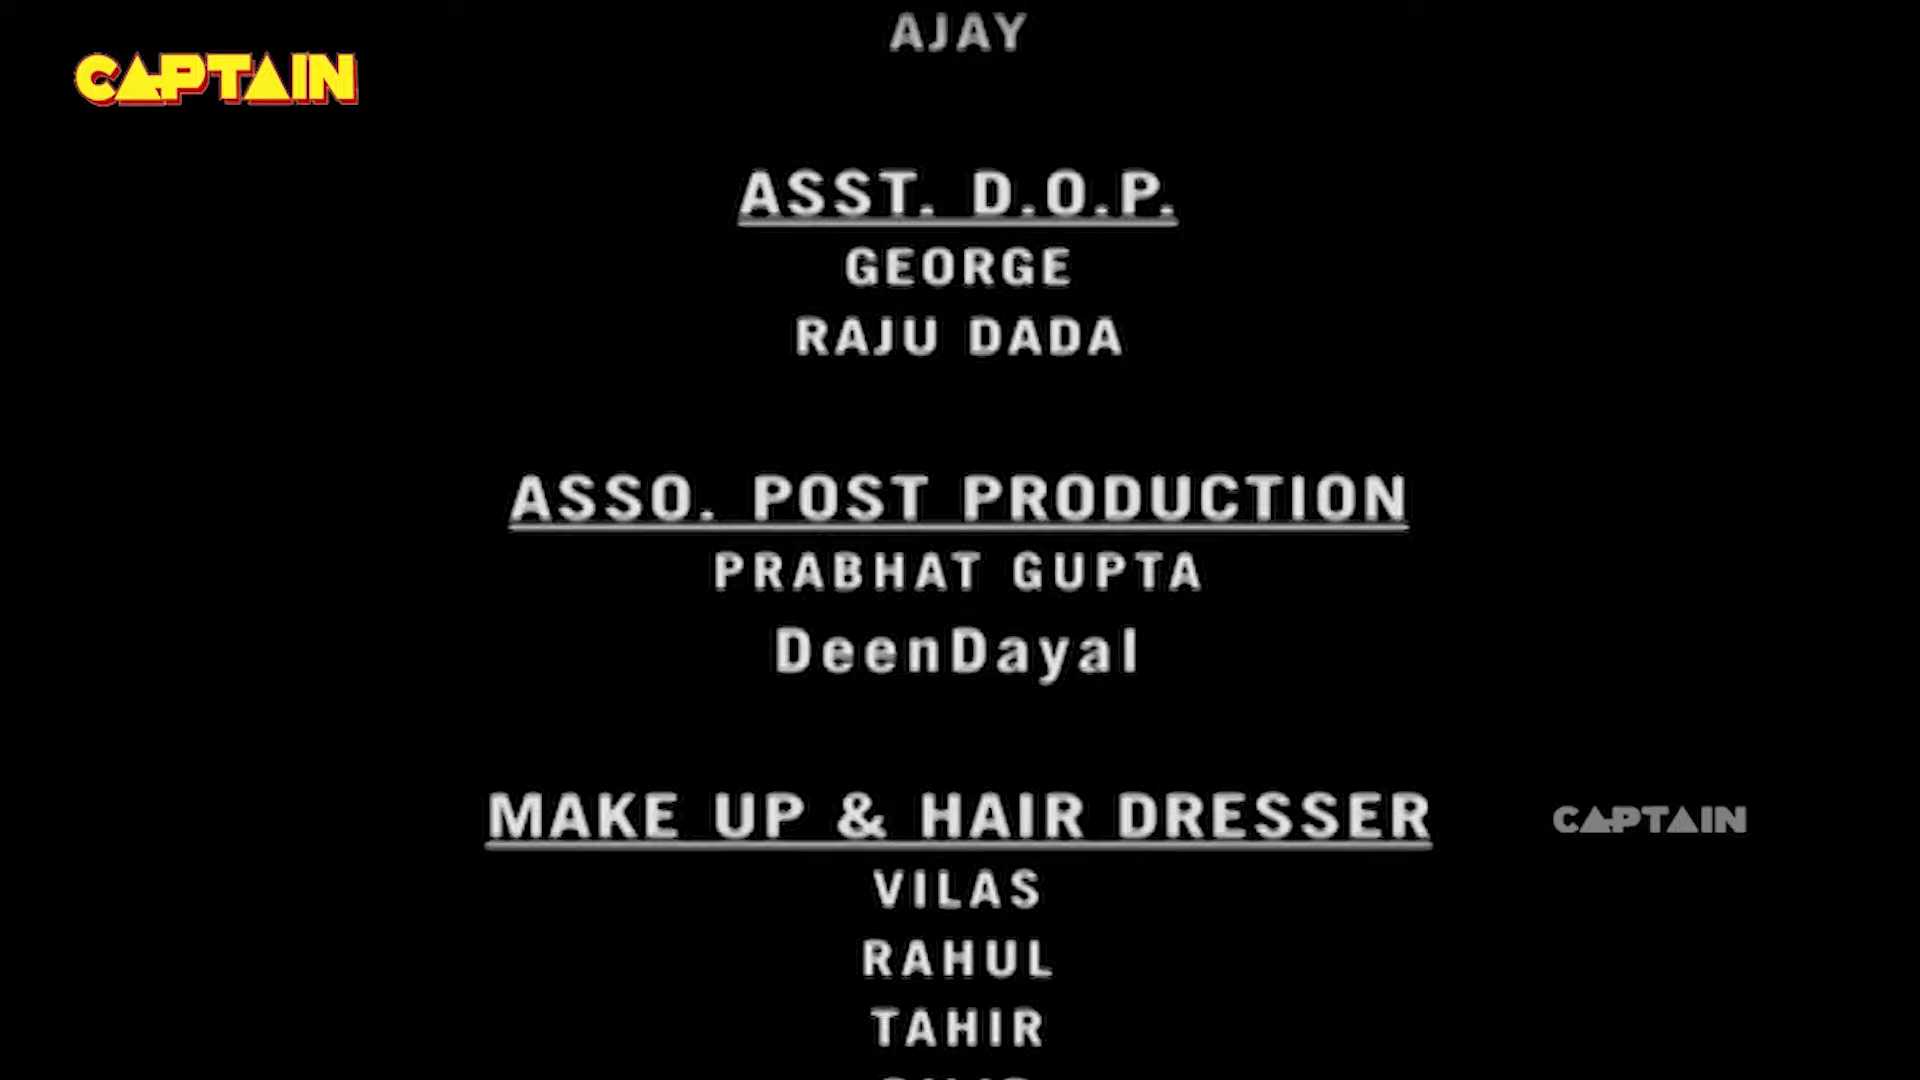 AJAY
CAPTAIN
ASST. D.O.P.
GEORGE
RAJU DADA
ASSO. POST PRODUCTION
PRABHAT GUPTA
DeenDayal
MAKE UP & HAIR DRESSER
CAPTAIN
VILAS
RAHUL
TAHIR